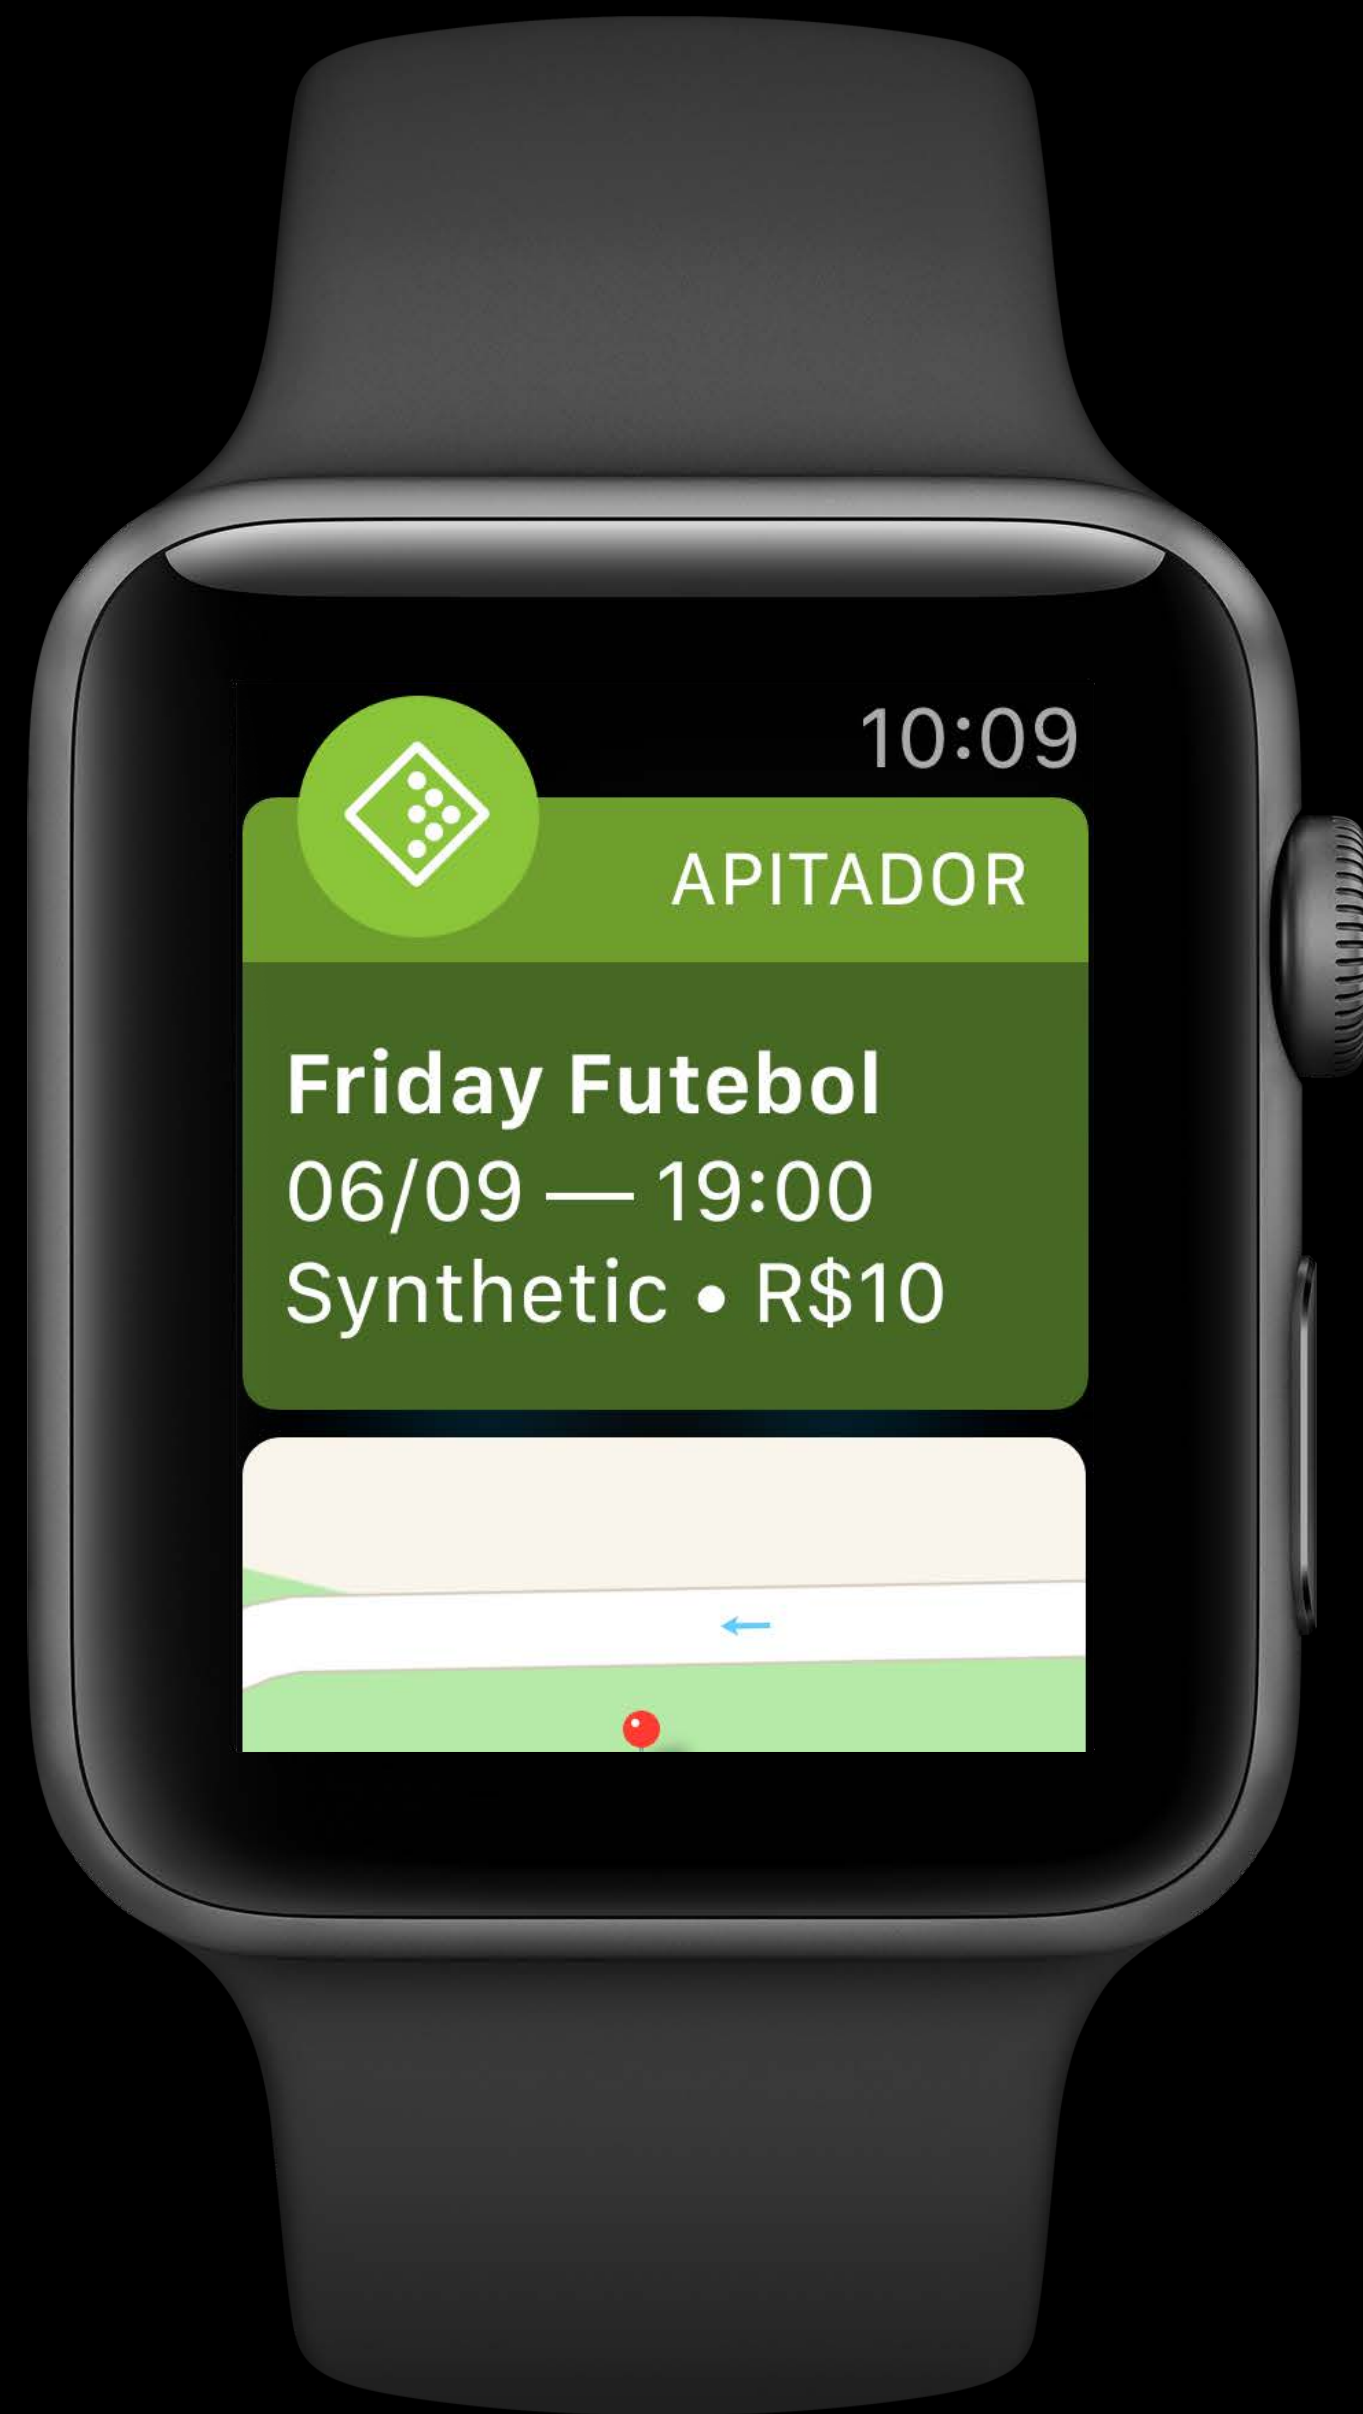 10:09
APITADOR
Friday Futebol
06/09 — 19:00
Synthetic • R$10